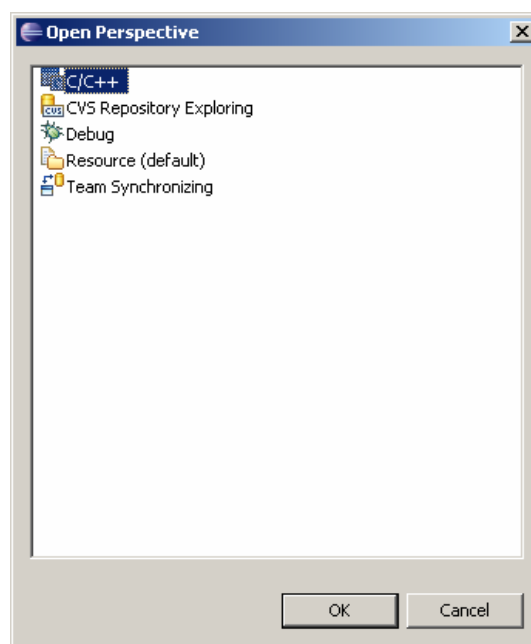 Open Perspective
C/C++
CVS Repository Exploring
Debug
Resource (default)
Team Synchronizing
OK
Cancel